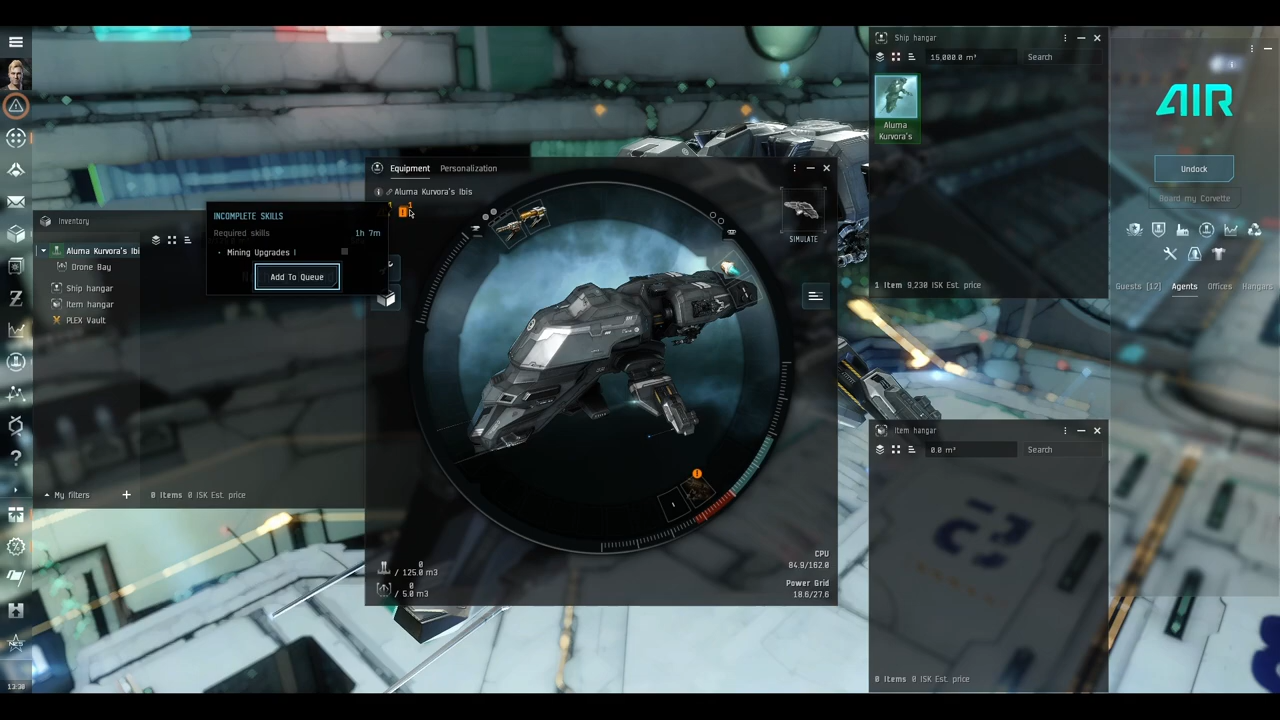 Ship hangar
15,000.0 m³
Search
Aluma
Kurvora's
1 Item 9,230 ISK Est. price
AIR
Undock
Board my Corvette
Guests [12]
Agents
Offices
Hangars
Equipment
Personalization
Aluma Kurvora's Ibis
SIMULATE
INCOMPLETE SKILLS
Required skills
1h 7m
Mining Upgrades I
Add To Queue
Inventory
Aluma Kurvora's Ibi
Drone Bay
Ship hangar
Item hangar
PLEX Vault
My filters
0 Items 0 ISK Est. price
0
/ 125.0 m3
0
/ 5.0 m3
CPU
84.9/162.0
Power Grid
18.6/27.6
Item hangar
0.0 m³
Search
0 Items 0 ISK Est. price
NES
13:30